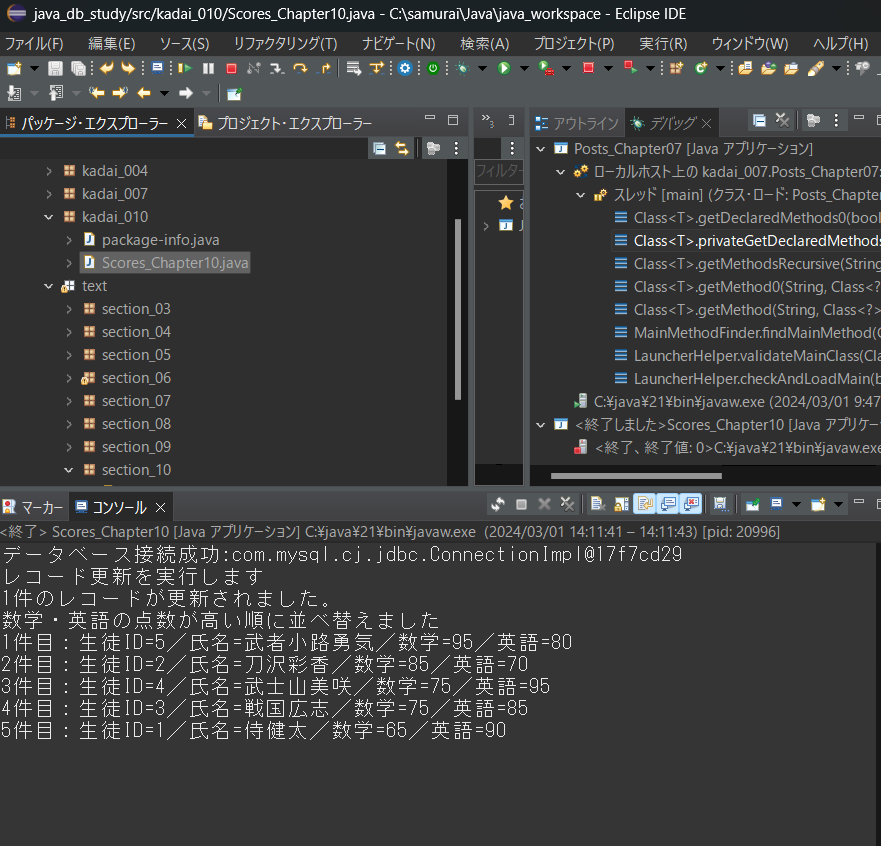 java_db_study/src/kadai_010/Scores_Chapter10.java - C:\samurai\Java\java_workspace - Eclipse IDE
ファイル(F) 編集(E) ソース(S) リファクタリング(T) ナビゲート(N) 検索(A) プロジェクト(P) 実行(R) ウィンドウ(W) ヘルプ(H)
パッケージ・エクスプローラー プロジェクト・エクスプローラー
kadai_004
kadai_007
kadai_010
package-info.java
Scores_Chapter10.java
text
section_03
section_04
section_05
section_06
section_07
section_08
section_09
section_10
»3
フィルター
アウトライン デバッグ
Posts_Chapter07 [Java アプリケーション]
ローカルホスト上の kadai_007.Posts_Chapter07:
スレッド [main] (クラス・ロード: Posts_Chapter
Class<T>.getDeclaredMethods0(bool
Class<T>.privateGetDeclaredMethods
Class<T>.getMethodsRecursive(String
Class<T>.getMethod0(String, Class<?
Class<T>.getMethod(String, Class<?>
MainMethodFinder.findMainMethod(C
LauncherHelper.validateMainClass(Cla
LauncherHelper.checkAndLoadMain(b
C:¥java¥21¥bin¥javaw.exe (2024/03/01 9:47
<終了しました>Scores_Chapter10 [Java アプリケー
<終了、終了値: 0>C:¥java¥21¥bin¥javaw.exe
マーカー コンソール
<終了> Scores_Chapter10 [Java アプリケーション] C:¥java¥21¥bin¥javaw.exe (2024/03/01 14:11:41 – 14:11:43) [pid: 20996]
データベース接続成功:com.mysql.cj.jdbc.ConnectionImpl@17f7cd29
レコード更新を実行します
1件のレコードが更新されました。
数学・英語の点数が高い順に並べ替えました
1件目：生徒ID=5／氏名=武者小路勇気／数学=95／英語=80
2件目：生徒ID=2／氏名=刀沢彩香／数学=85／英語=70
3件目：生徒ID=4／氏名=武士山美咲／数学=75／英語=95
4件目：生徒ID=3／氏名=戦国広志／数学=75／英語=85
5件目：生徒ID=1／氏名=侍健太／数学=65／英語=90